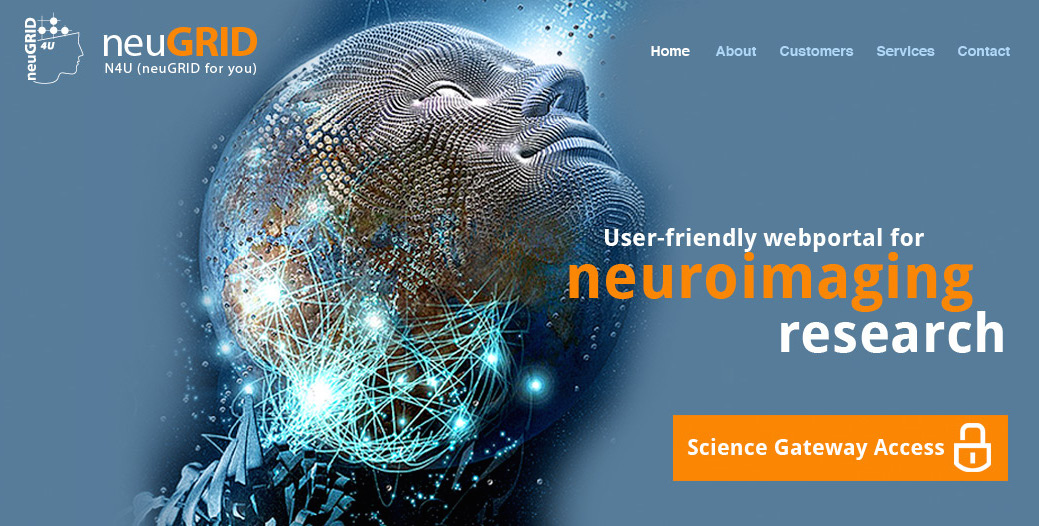 neuGRID
4U
neuGRID
N4U (neuGRID for you)
Home About Customers Services Contact
User-friendly webportal for
neuroimaging
research
Science Gateway Access